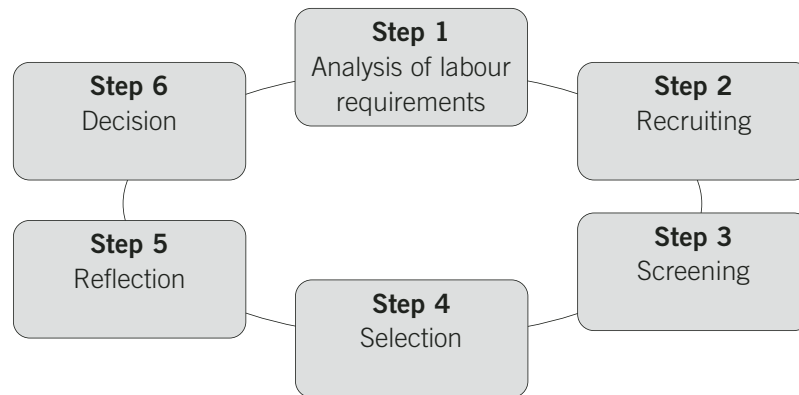 Step 1
Analysis of labour
requirements
Step 2
Recruiting
Step 3
Screening
Step 4
Selection
Step 5
Reflection
Step 6
Decision